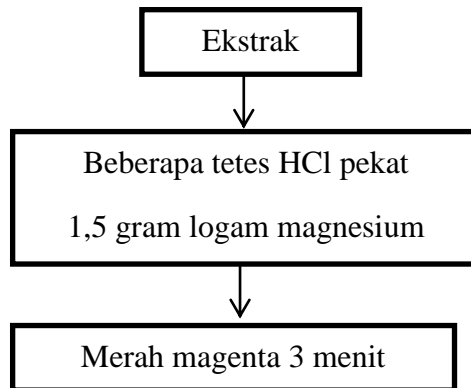 Ekstrak
Beberapa tetes HCl pekat
1,5 gram logam magnesium
Merah magenta 3 menit